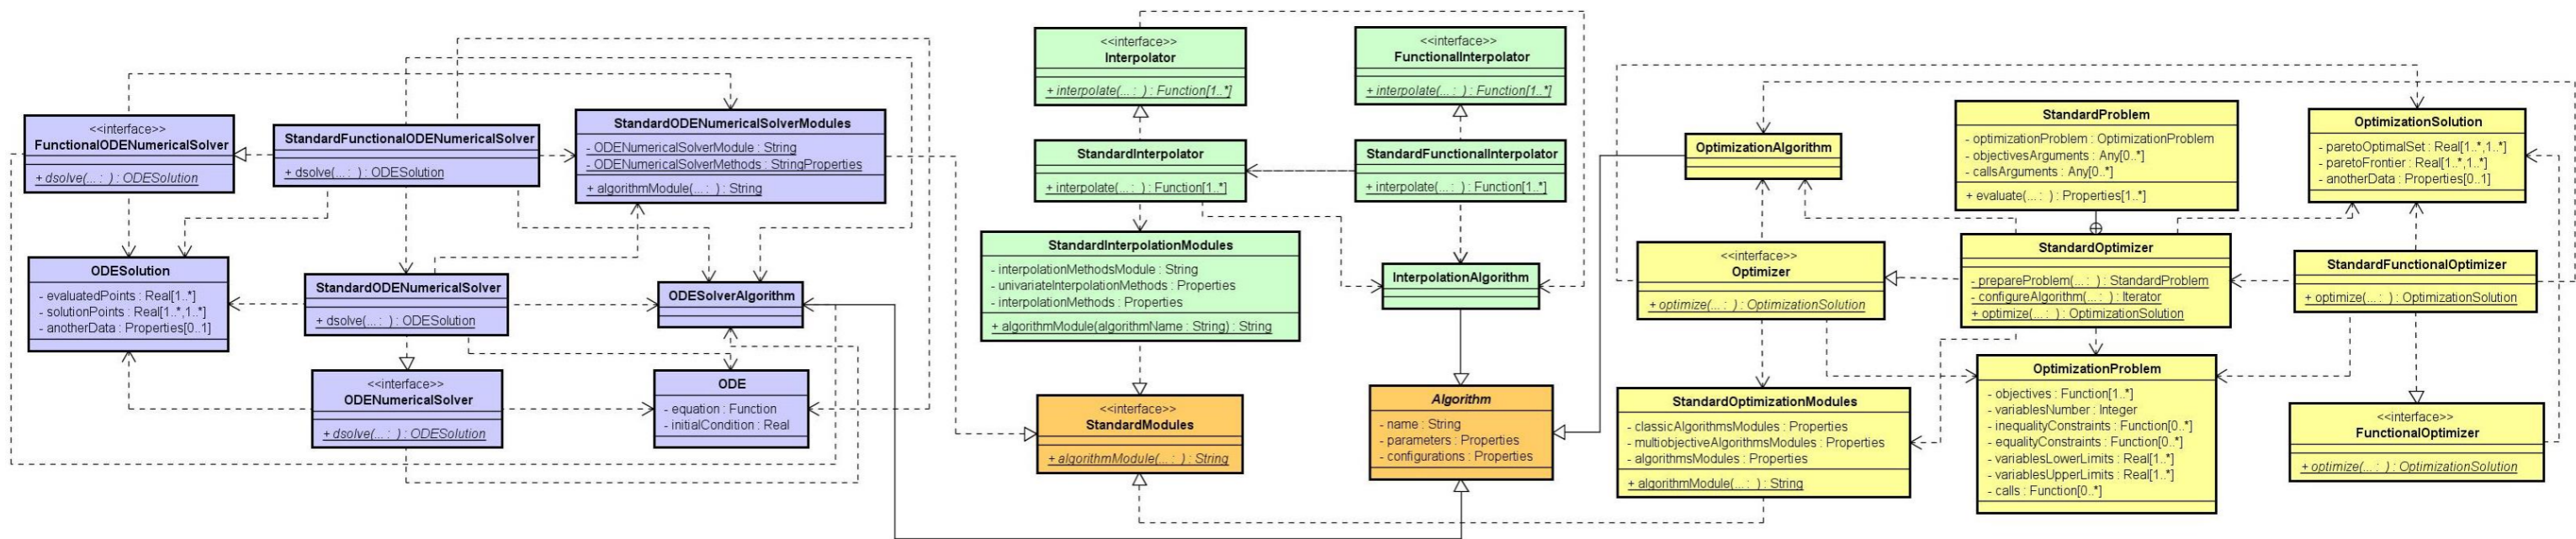 <<interface>>
FunctionalODENumericalSolver
+ dsolve(... : ) : ODESolution
StandardFunctionalODENumericalSolver
+ dsolve(... : ) : ODESolution
StandardODENumericalSolverModules
- ODENumericalSolverModule : String
- ODENumericalSolverMethods : StringProperties
+ algorithmModule(... : ) : String
ODESolution
- evaluatedPoints : Real[1..*]
- solutionPoints : Real[1..*,1..*]
- anotherData : Properties[0..1]
StandardODENumericalSolver
+ dsolve(... : ) : ODESolution
ODESolverAlgorithm
<<interface>>
ODENumericalSolver
+ dsolve(... : ) : ODESolution
ODE
- equation : Function
- initialCondition : Real
<<interface>>
Interpolator
+ interpolate(... : ) : Function[1..*]
<<interface>>
FunctionalInterpolator
+ interpolate(... : ) : Function[1..*]
StandardInterpolator
+ interpolate(... : ) : Function[1..*]
StandardFunctionalInterpolator
+ interpolate(... : ) : Function[1..*]
StandardInterpolationModules
- interpolationMethodsModule : String
- univariateInterpolationMethods : Properties
- interpolationMethods : Properties
+ algorithmModule(algorithmName : String) : String
InterpolationAlgorithm
<<interface>>
StandardModules
+ algorithmModule(... : ) : String
Algorithm
- name : String
- parameters : Properties
- configurations : Properties
OptimizationAlgorithm
StandardProblem
- optimizationProblem : OptimizationProblem
- objectivesArguments : Any[0..*]
- callsArguments : Any[0..*]
+ evaluate(... : ) : Properties[1..*]
OptimizationSolution
- paretoOptimalSet : Real[1..*,1..*]
- paretoFrontier : Real[1..*,1..*]
- anotherData : Properties[0..1]
<<interface>>
Optimizer
+ optimize(... : ) : OptimizationSolution
StandardOptimizer
- prepareProblem(... : ) : StandardProblem
- configureAlgorithm(... : ) : Iterator
+ optimize(... : ) : OptimizationSolution
StandardFunctionalOptimizer
+ optimize(... : ) : OptimizationSolution
StandardOptimizationModules
- classicAlgorithmsModules : Properties
- multiobjectiveAlgorithmsModules : Properties
- algorithmsModules : Properties
+ algorithmModule(... : ) : String
OptimizationProblem
- objectives : Function[1..*]
- variablesNumber : Integer
- inequalityConstraints : Function[0..*]
- equalityConstraints : Function[0..*]
- variablesLowerLimits : Real[1..*]
- variablesUpperLimits : Real[1..*]
- calls : Function[0..*]
<<interface>>
FunctionalOptimizer
+ optimize(... : ) : OptimizationSolution